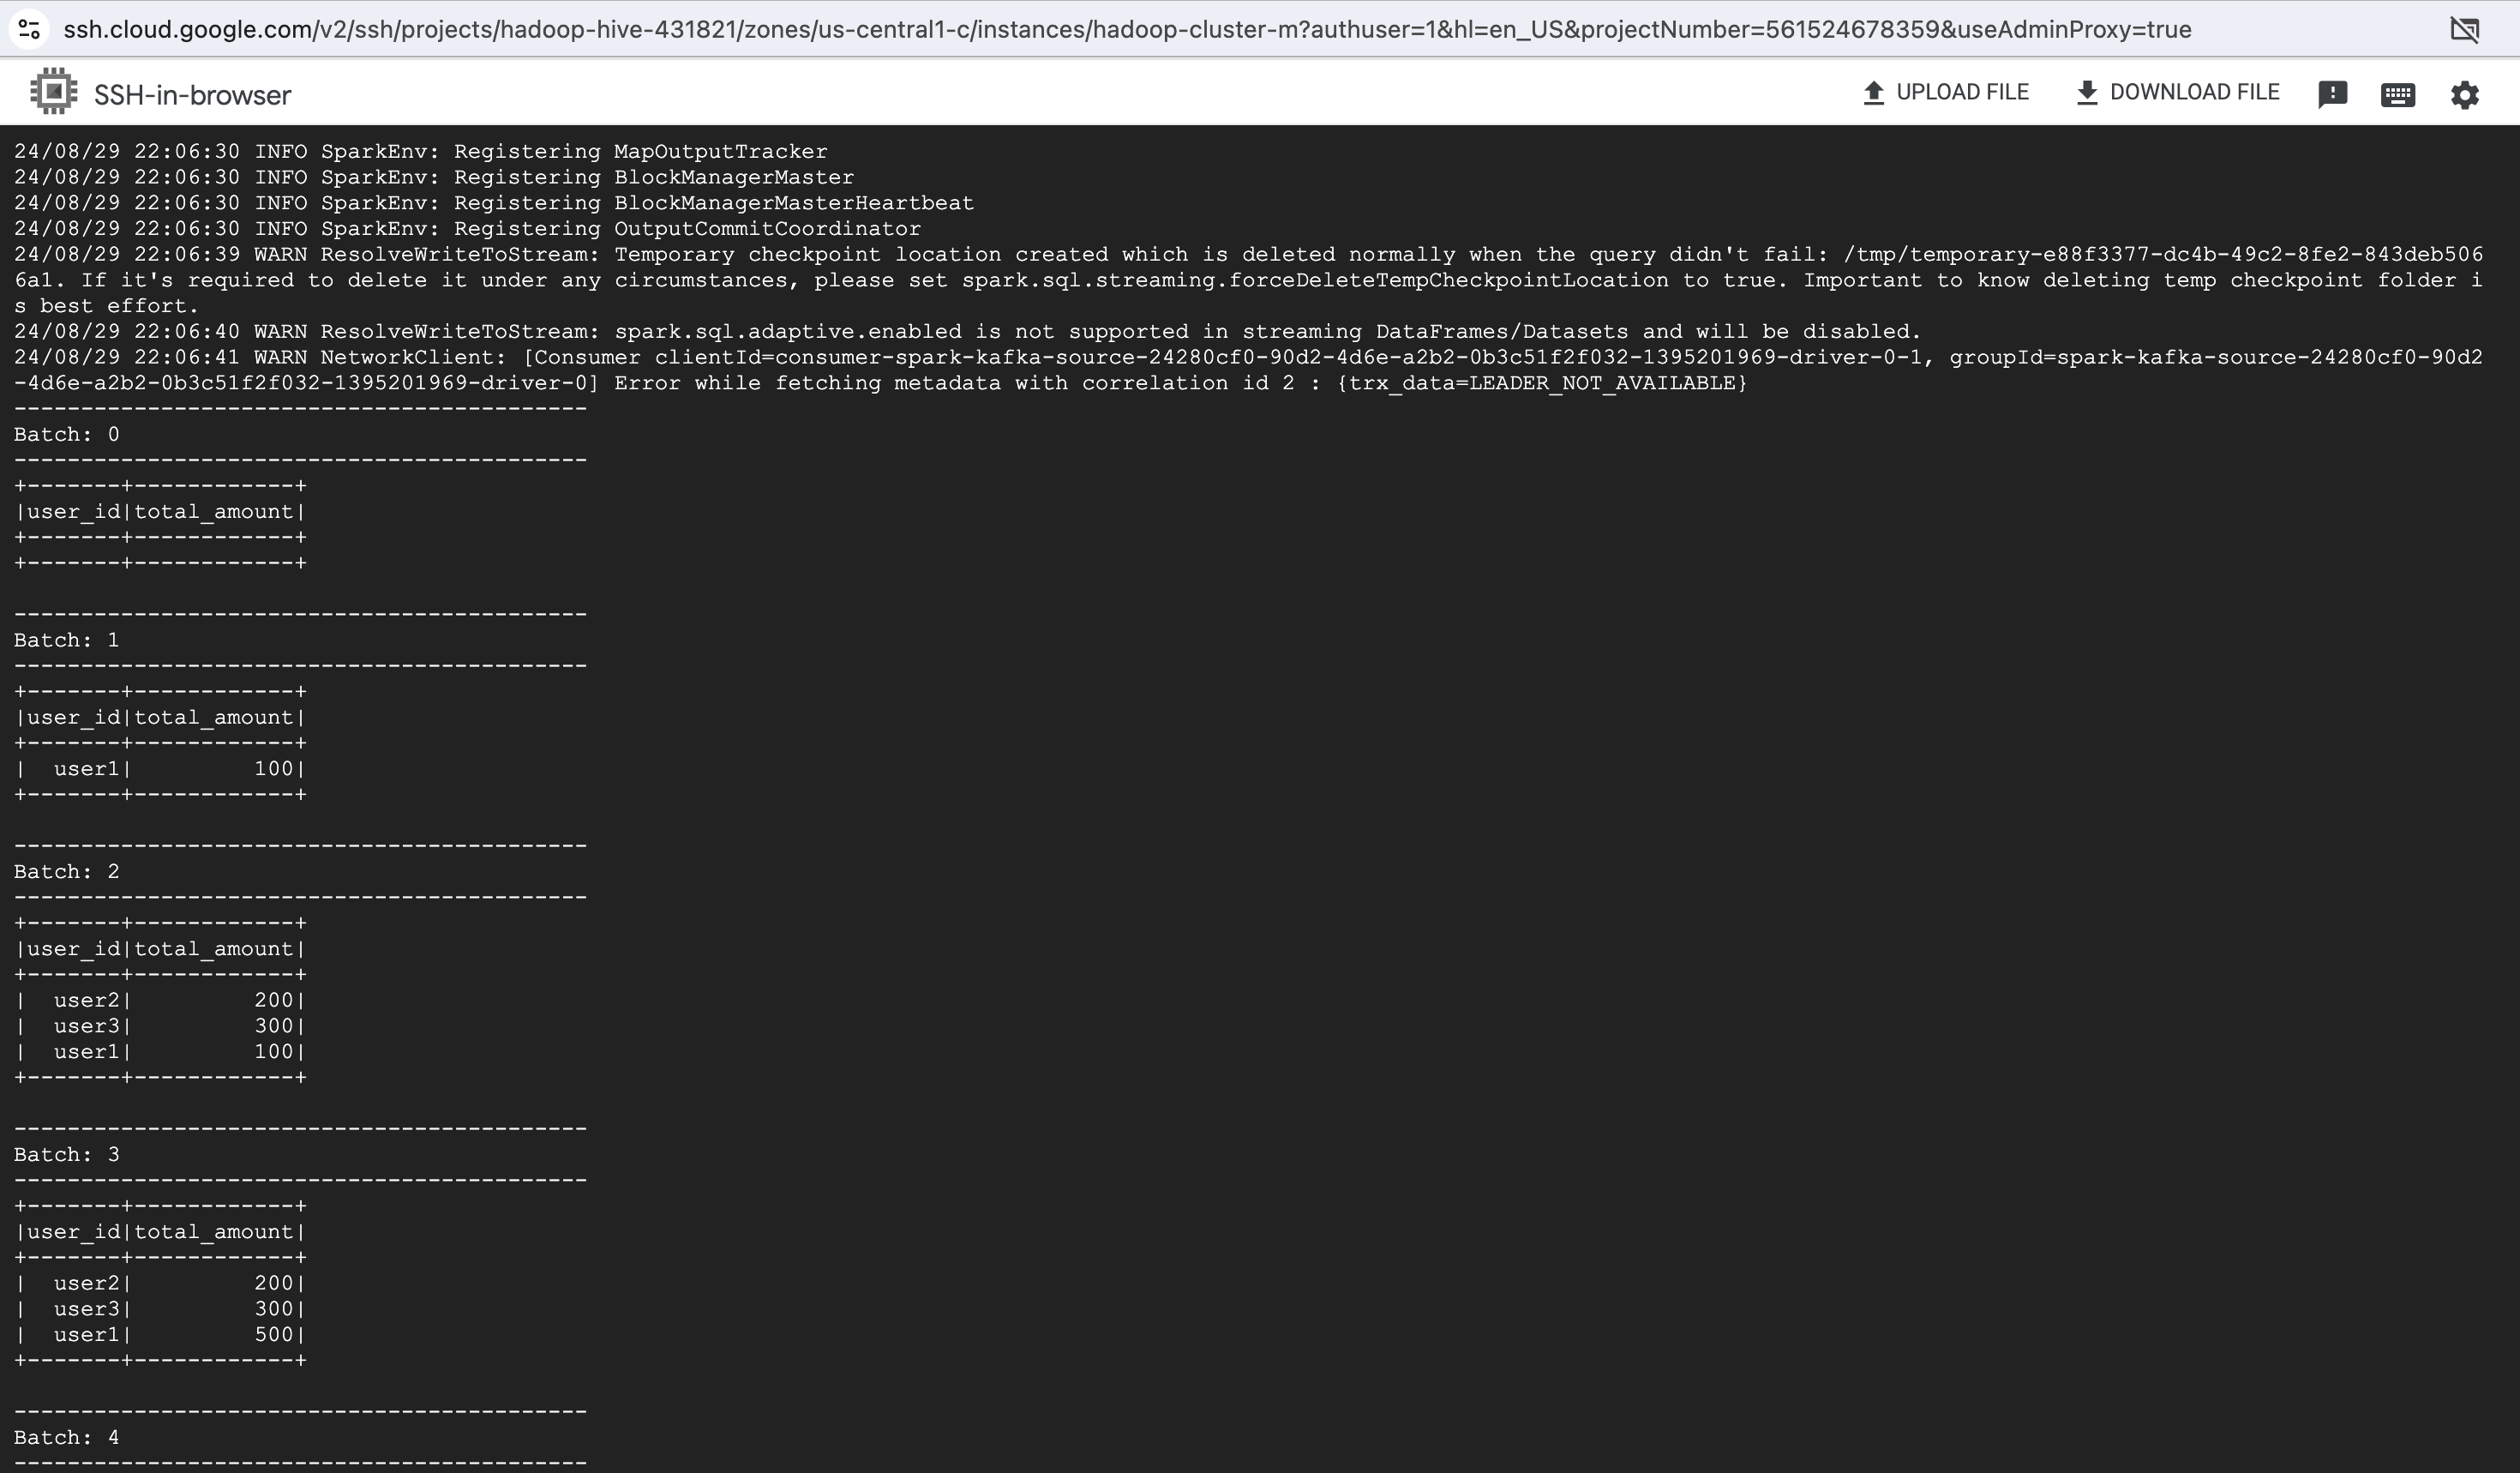 ssh.cloud.google.com/v2/ssh/projects/hadoop-hive-431821/zones/us-central1-c/instances/hadoop-cluster-m?authuser=1&hl=en_US&projectNumber=561524678359&useAdminProxy=true
SSH-in-browser
UPLOAD FILE
DOWNLOAD FILE
24/08/29 22:06:30 INFO SparkEnv: Registering MapOutputTracker
24/08/29 22:06:30 INFO SparkEnv: Registering BlockManagerMaster
24/08/29 22:06:30 INFO SparkEnv: Registering BlockManagerMasterHeartbeat
24/08/29 22:06:30 INFO SparkEnv: Registering OutputCommitCoordinator
24/08/29 22:06:39 WARN ResolveWriteToStream: Temporary checkpoint location created which is deleted normally when the query didn't fail: /tmp/temporary-e88f3377-dc4b-49c2-8fe2-843deb506
6a1. If it's required to delete it under any circumstances, please set spark.sql.streaming.forceDeleteTempCheckpointLocation to true. Important to know deleting temp checkpoint folder i
s best effort.
24/08/29 22:06:40 WARN ResolveWriteToStream: spark.sql.adaptive.enabled is not supported in streaming DataFrames/Datasets and will be disabled.
24/08/29 22:06:41 WARN NetworkClient: [Consumer clientId=consumer-spark-kafka-source-24280cf0-90d2-4d6e-a2b2-0b3c51f2f032-1395201969-driver-0-1, groupId=spark-kafka-source-24280cf0-90d2
-4d6e-a2b2-0b3c51f2f032-1395201969-driver-0] Error while fetching metadata with correlation id 2 : {trx_data=LEADER_NOT_AVAILABLE}
-------------------------------------------
Batch: 0
-------------------------------------------
+-------+------------+
|user_id|total_amount|
+-------+------------+
+-------+------------+

-------------------------------------------
Batch: 1
-------------------------------------------
+-------+------------+
|user_id|total_amount|
+-------+------------+
|  user1|         100|
+-------+------------+

-------------------------------------------
Batch: 2
-------------------------------------------
+-------+------------+
|user_id|total_amount|
+-------+------------+
|  user2|         200|
|  user3|         300|
|  user1|         100|
+-------+------------+

-------------------------------------------
Batch: 3
-------------------------------------------
+-------+------------+
|user_id|total_amount|
+-------+------------+
|  user2|         200|
|  user3|         300|
|  user1|         500|
+-------+------------+

-------------------------------------------
Batch: 4
-------------------------------------------